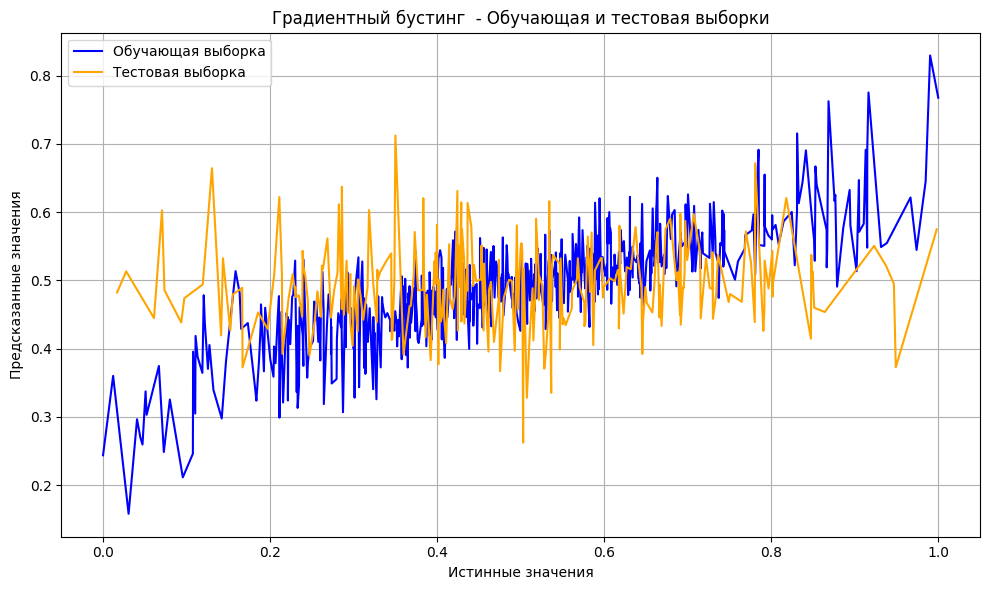 Градиентный бустинг  - Обучающая и тестовая выборки
Обучающая выборка
Тестовая выборка
Предсказанные значения
0.8
0.7
0.6
0.5
0.4
0.3
0.2
0.0 0.2 0.4 0.6 0.8 1.0
Истинные значения